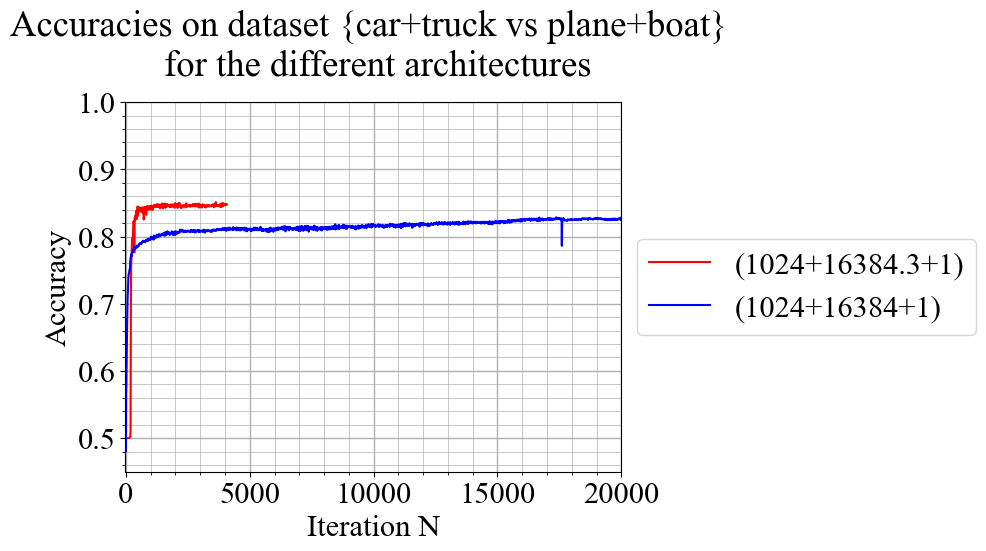 Accuracies on dataset {car+truck vs plane+boat}
for the different architectures
1.0
0.9
0.8
0.7
0.6
0.5
Accuracy
0 5000 10000 15000 20000
Iteration N
(1024+16384.3+1)
(1024+16384+1)